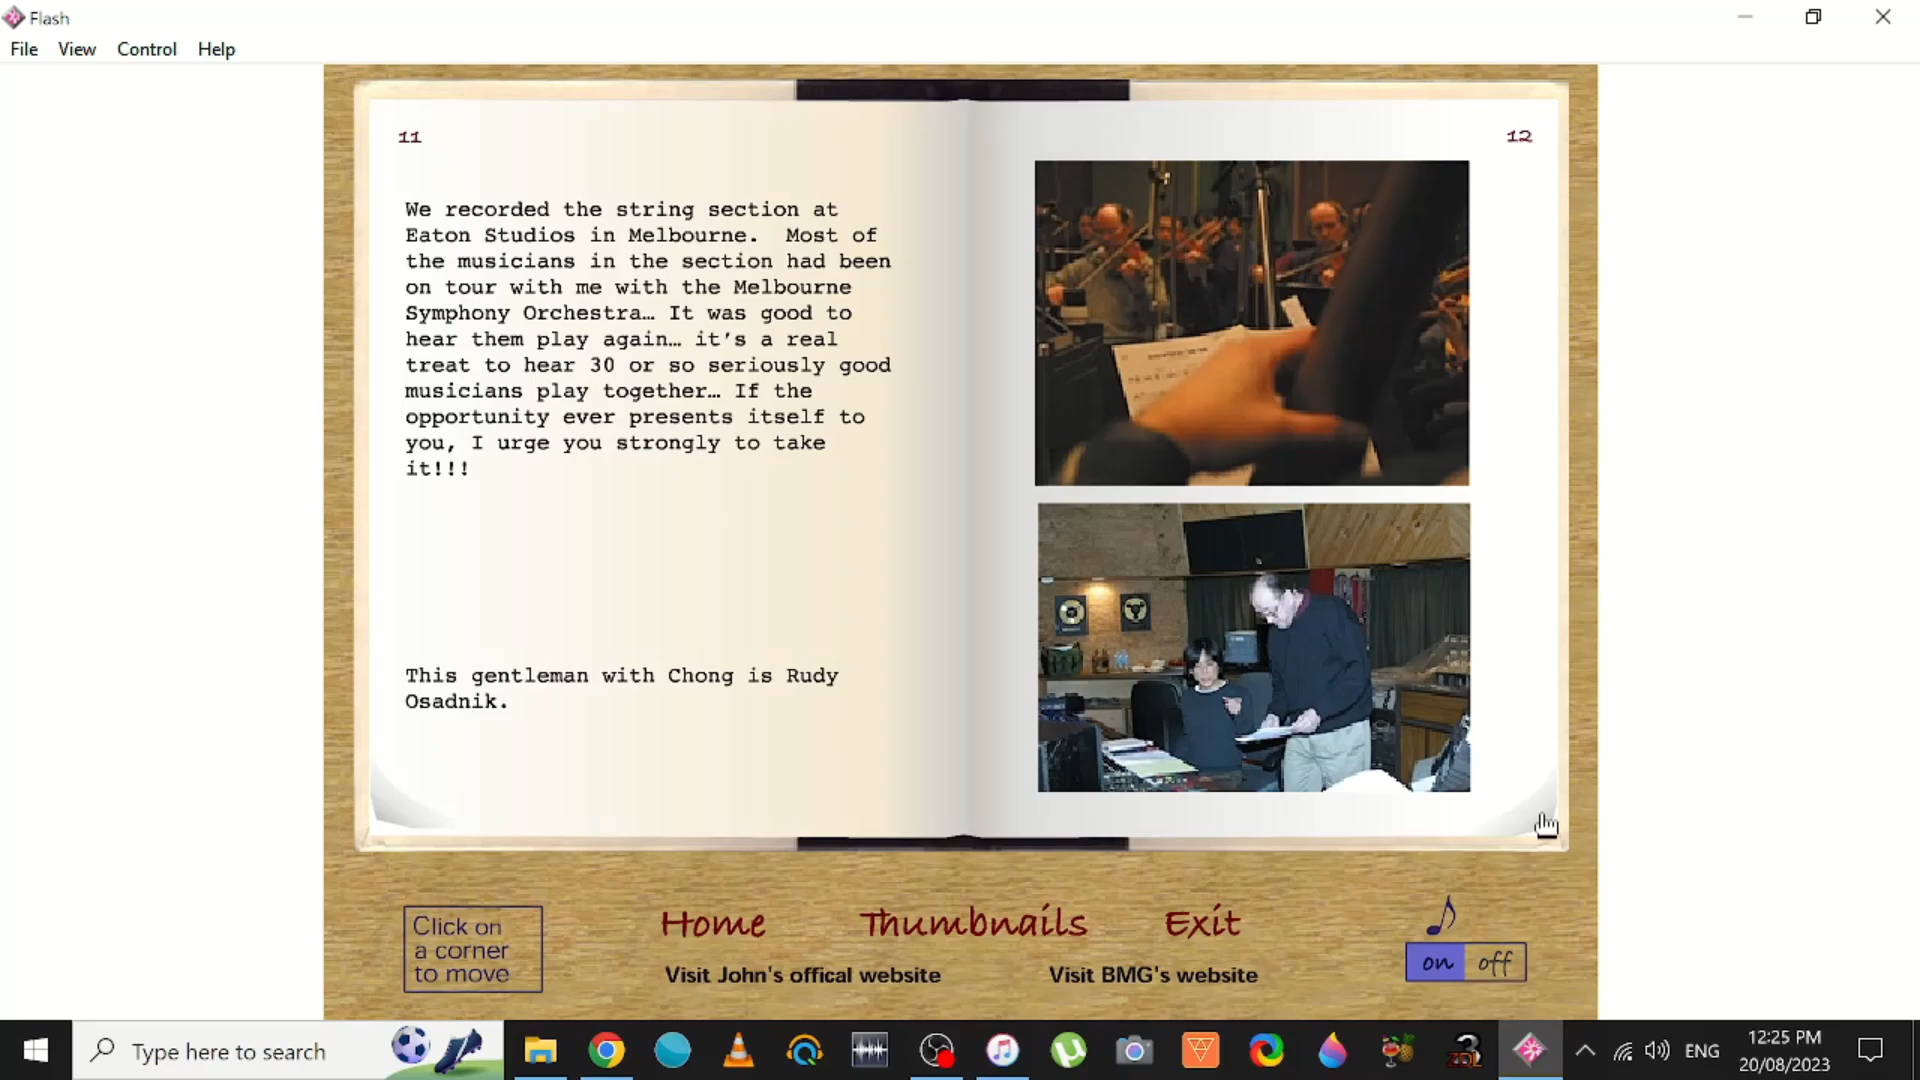 Flash
File View Control Help
11
We recorded the string section at
Eaton Studios in Melbourne. Most of
the musicians in the section had been
on tour with me with the Melbourne
Symphony Orchestra… It was good to
hear them play again… it's a real
treat to hear 30 or so seriously good
musicians play together… If the
opportunity ever presents itself to
you, I urge you strongly to take
it!!!
This gentleman with Chong is Rudy
Osadnik.
12
Click on
a corner
to move
Home Thumbnails Exit
Visit John's offical website Visit BMG's website
on off
Type here to search
ENG
12:25 PM
20/08/2023